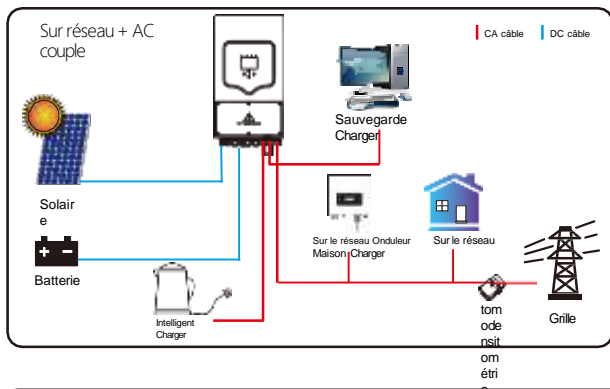 Sur réseau + AC
couple
CA câble
DC câble
Sauvegarde
Charger
Solair
e
Sur le réseau Onduleur
Maison Charger
Sur le réseau
Batterie
Intelligent
Charger
tom
ode
nsit
om
étri
Grille